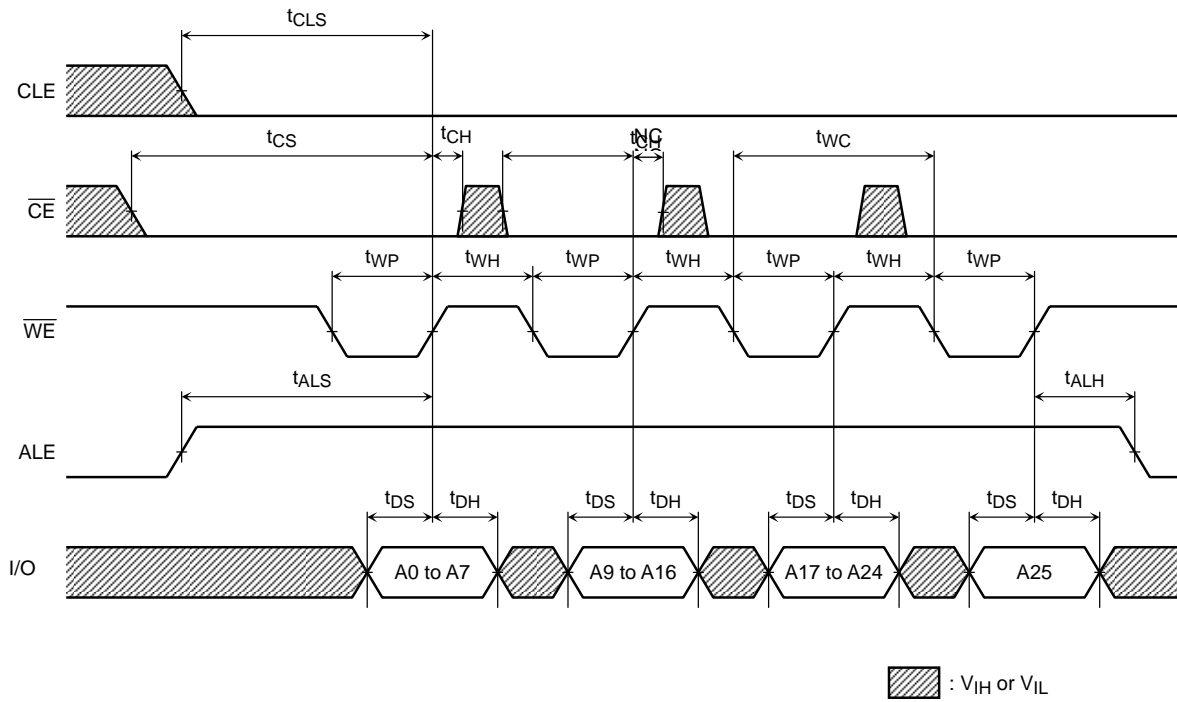 tCLS
CLE
tCS tCH tCH tWC
CE
tWP tWH tWP tWH tWP tWH tWP
WE
tALS tALH
ALE
tDS tDH tDS tDH tDS tDH tDS tDH
I/O A0 to A7 A9 to A16 A17 to A24 A25
: VIH or VIL